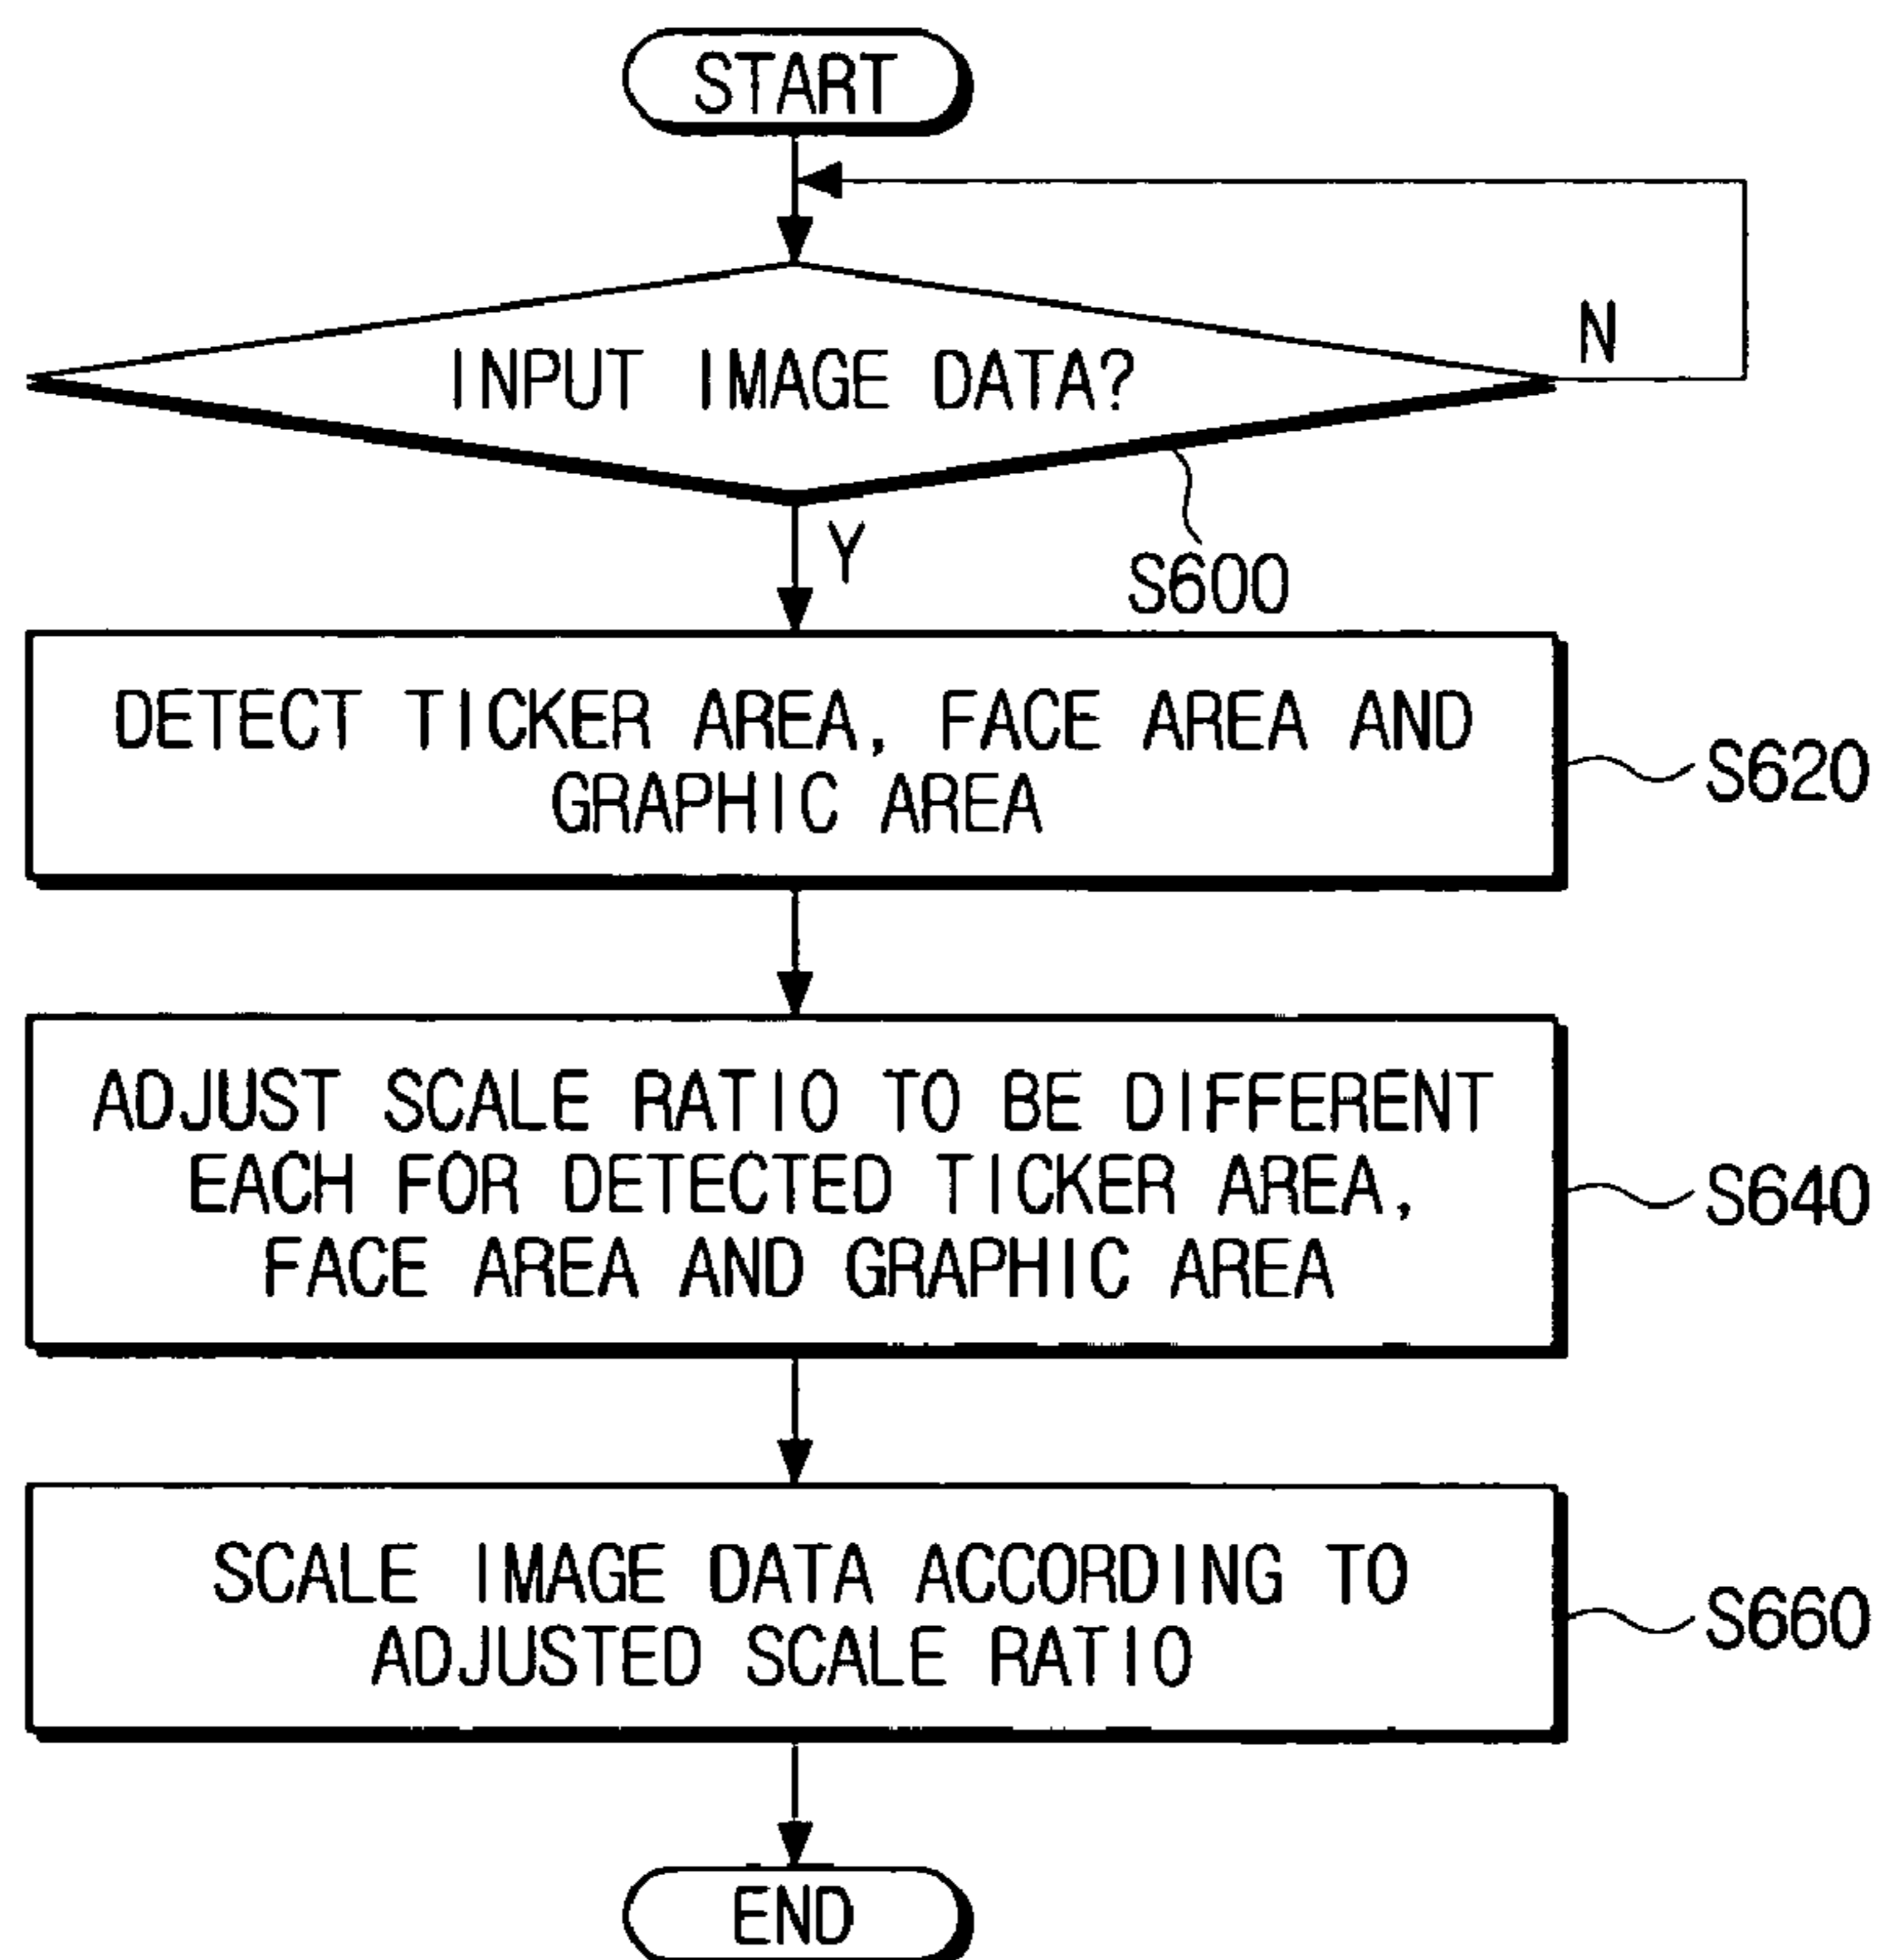 START
N
INPUT IMAGE DATA?
Y
S600
DETECT TICKER AREA, FACE AREA AND
GRAPHIC AREA
S620
ADJUST SCALE RATIO TO BE DIFFERENT
EACH FOR DETECTED TICKER AREA,
FACE AREA AND GRAPHIC AREA
S640
SCALE IMAGE DATA ACCORDING TO
ADJUSTED SCALE RATIO
S660
END